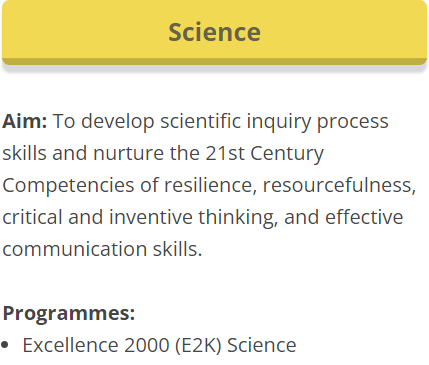 Science
Aim: To develop scientific inquiry process
skills and nurture the 21st Century
Competencies of resilience, resourcefulness,
critical and inventive thinking, and effective
communication skills.
Programmes:
• Excellence 2000 (E2K) Science